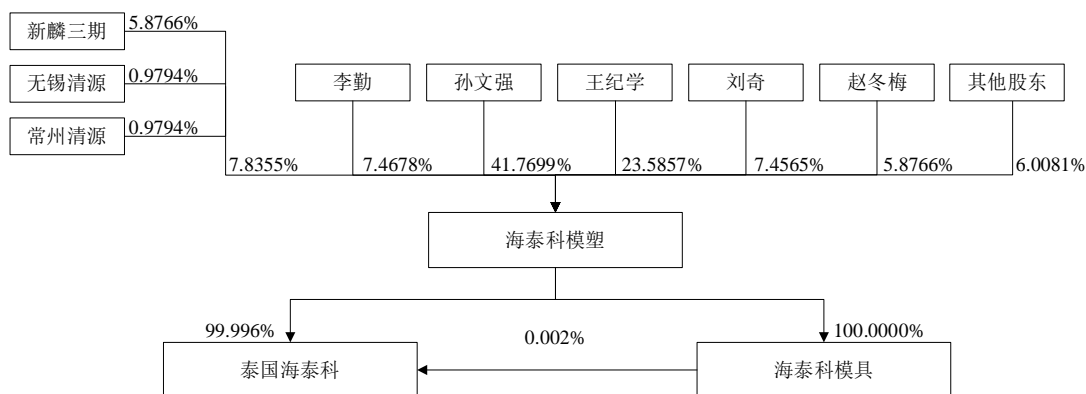 新麟三期
5.8766%
无锡清源
0.9794%
常州清源
0.9794%
李勤
孙文强
王纪学
刘奇
赵冬梅
其他股东
7.8355%
7.4678%
41.7699%
23.5857%
7.4565%
5.8766%
6.0081%
海泰科模塑
99.996%
0.002%
100.0000%
泰国海泰科
海泰科模具